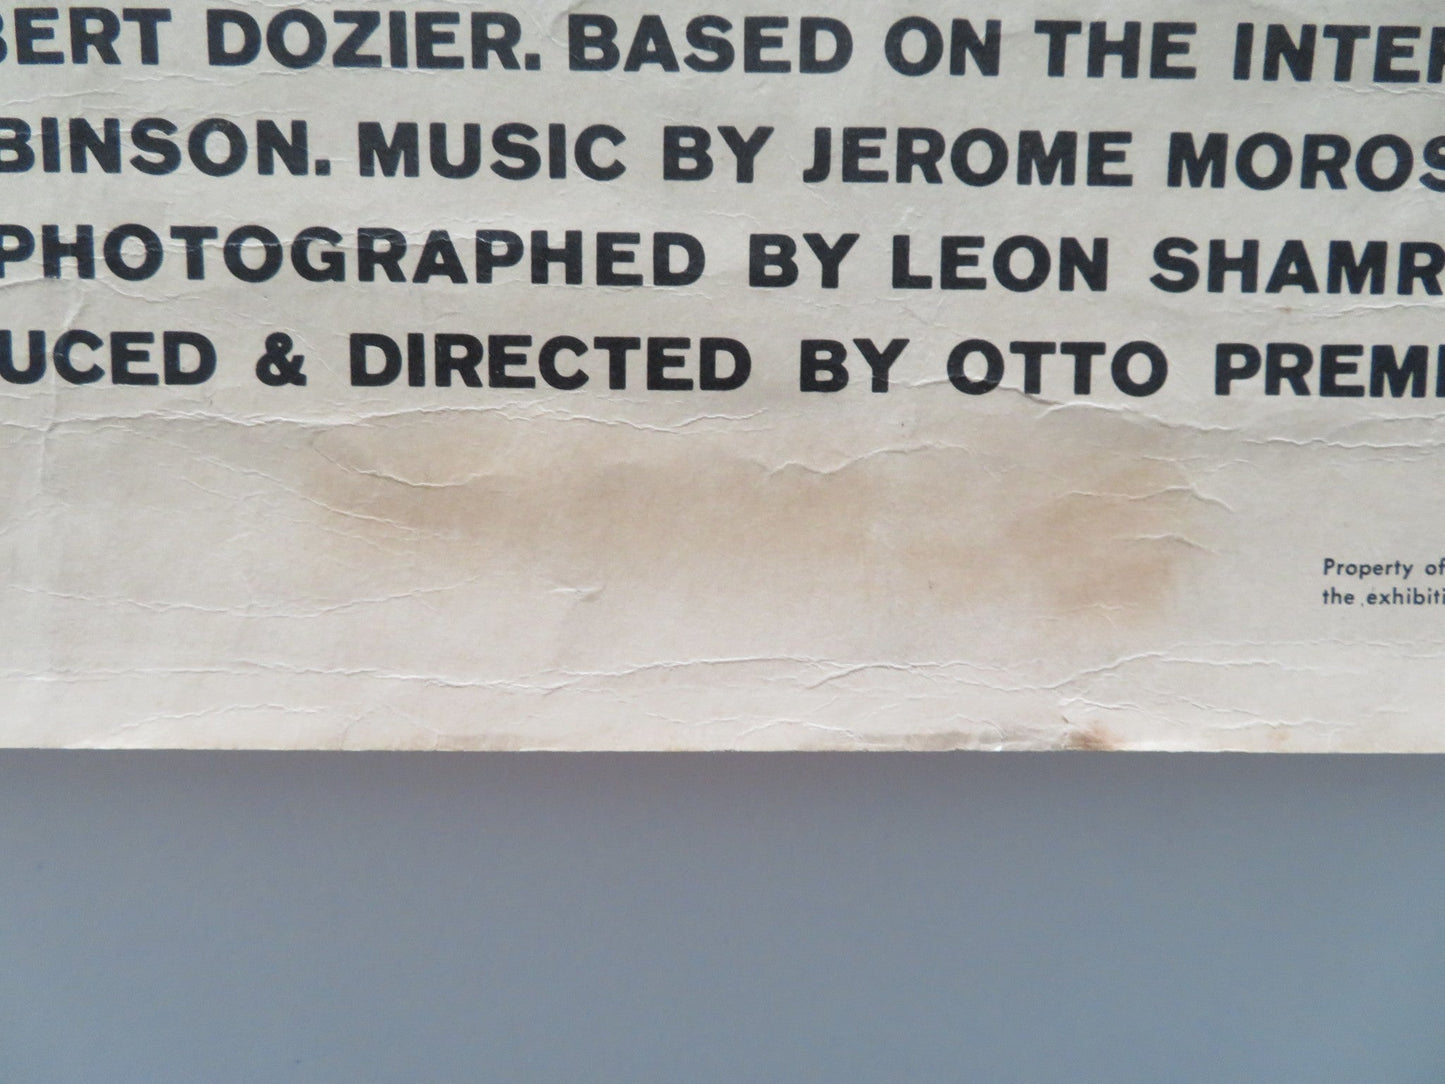 BERT DOZIER. BASED ON THE INTER
BINSON. MUSIC BY JEROME MOROS
PHOTOGRAPHED BY LEON SHAMR
UCED & DIRECTED BY OTTO PREMI
Property of
the exhibiti